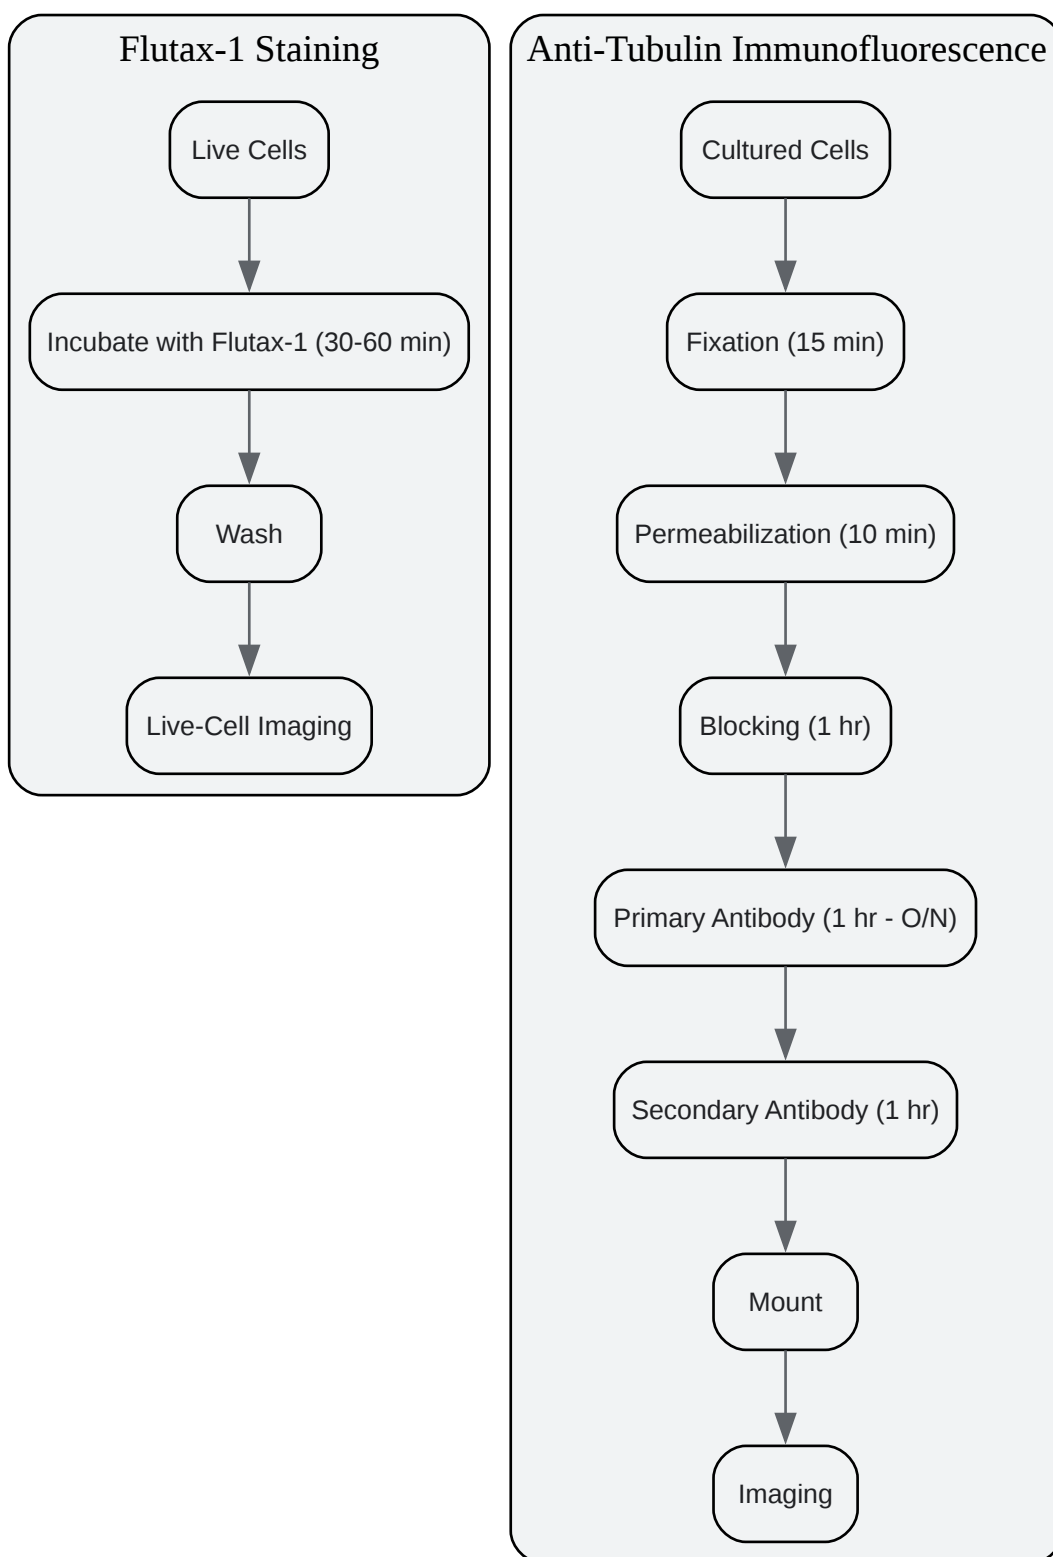 Flutax-1 Staining
Live Cells
Incubate with Flutax-1 (30-60 min)
Wash
Live-Cell Imaging
Anti-Tubulin Immunofluorescence
Cultured Cells
Fixation (15 min)
Permeabilization (10 min)
Blocking (1 hr)
Primary Antibody (1 hr - O/N)
Secondary Antibody (1 hr)
Mount
Imaging